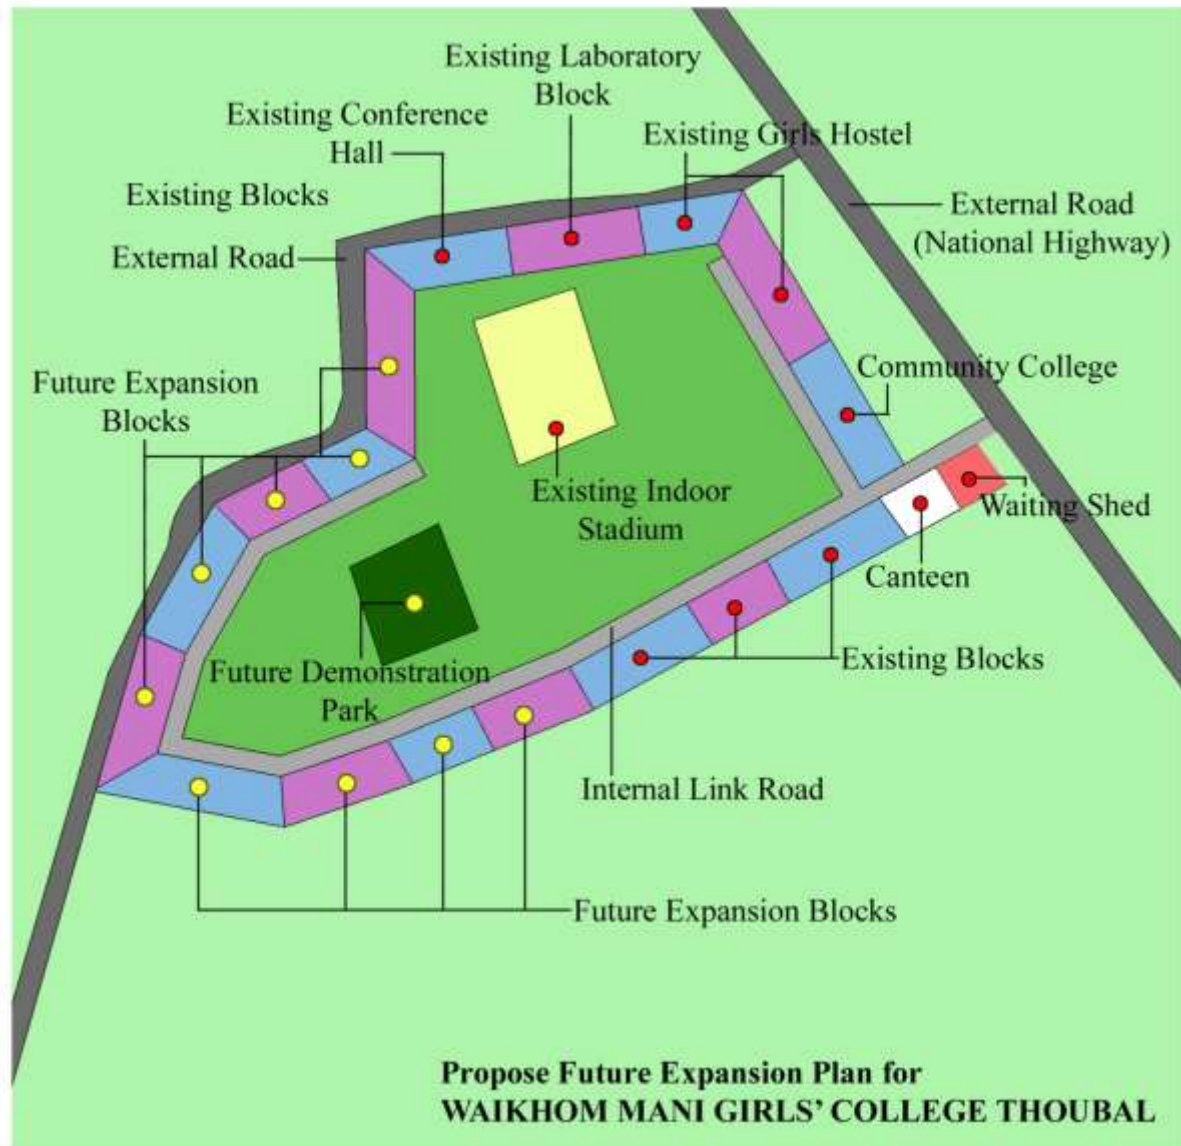 Existing Laboratory
Block
Existing Conference
Hall
Existing Girls Hostel
Existing Blocks
External Road
External Road
(National Highway)
Future Expansion
Blocks
Community College
Existing Indoor
Stadium
Waiting Shed
Canteen
Existing Blocks
Future Demonstration
Park
Internal Link Road
Future Expansion Blocks
Propose Future Expansion Plan for
WAIKHOM MANI GIRLS’ COLLEGE THOUBAL